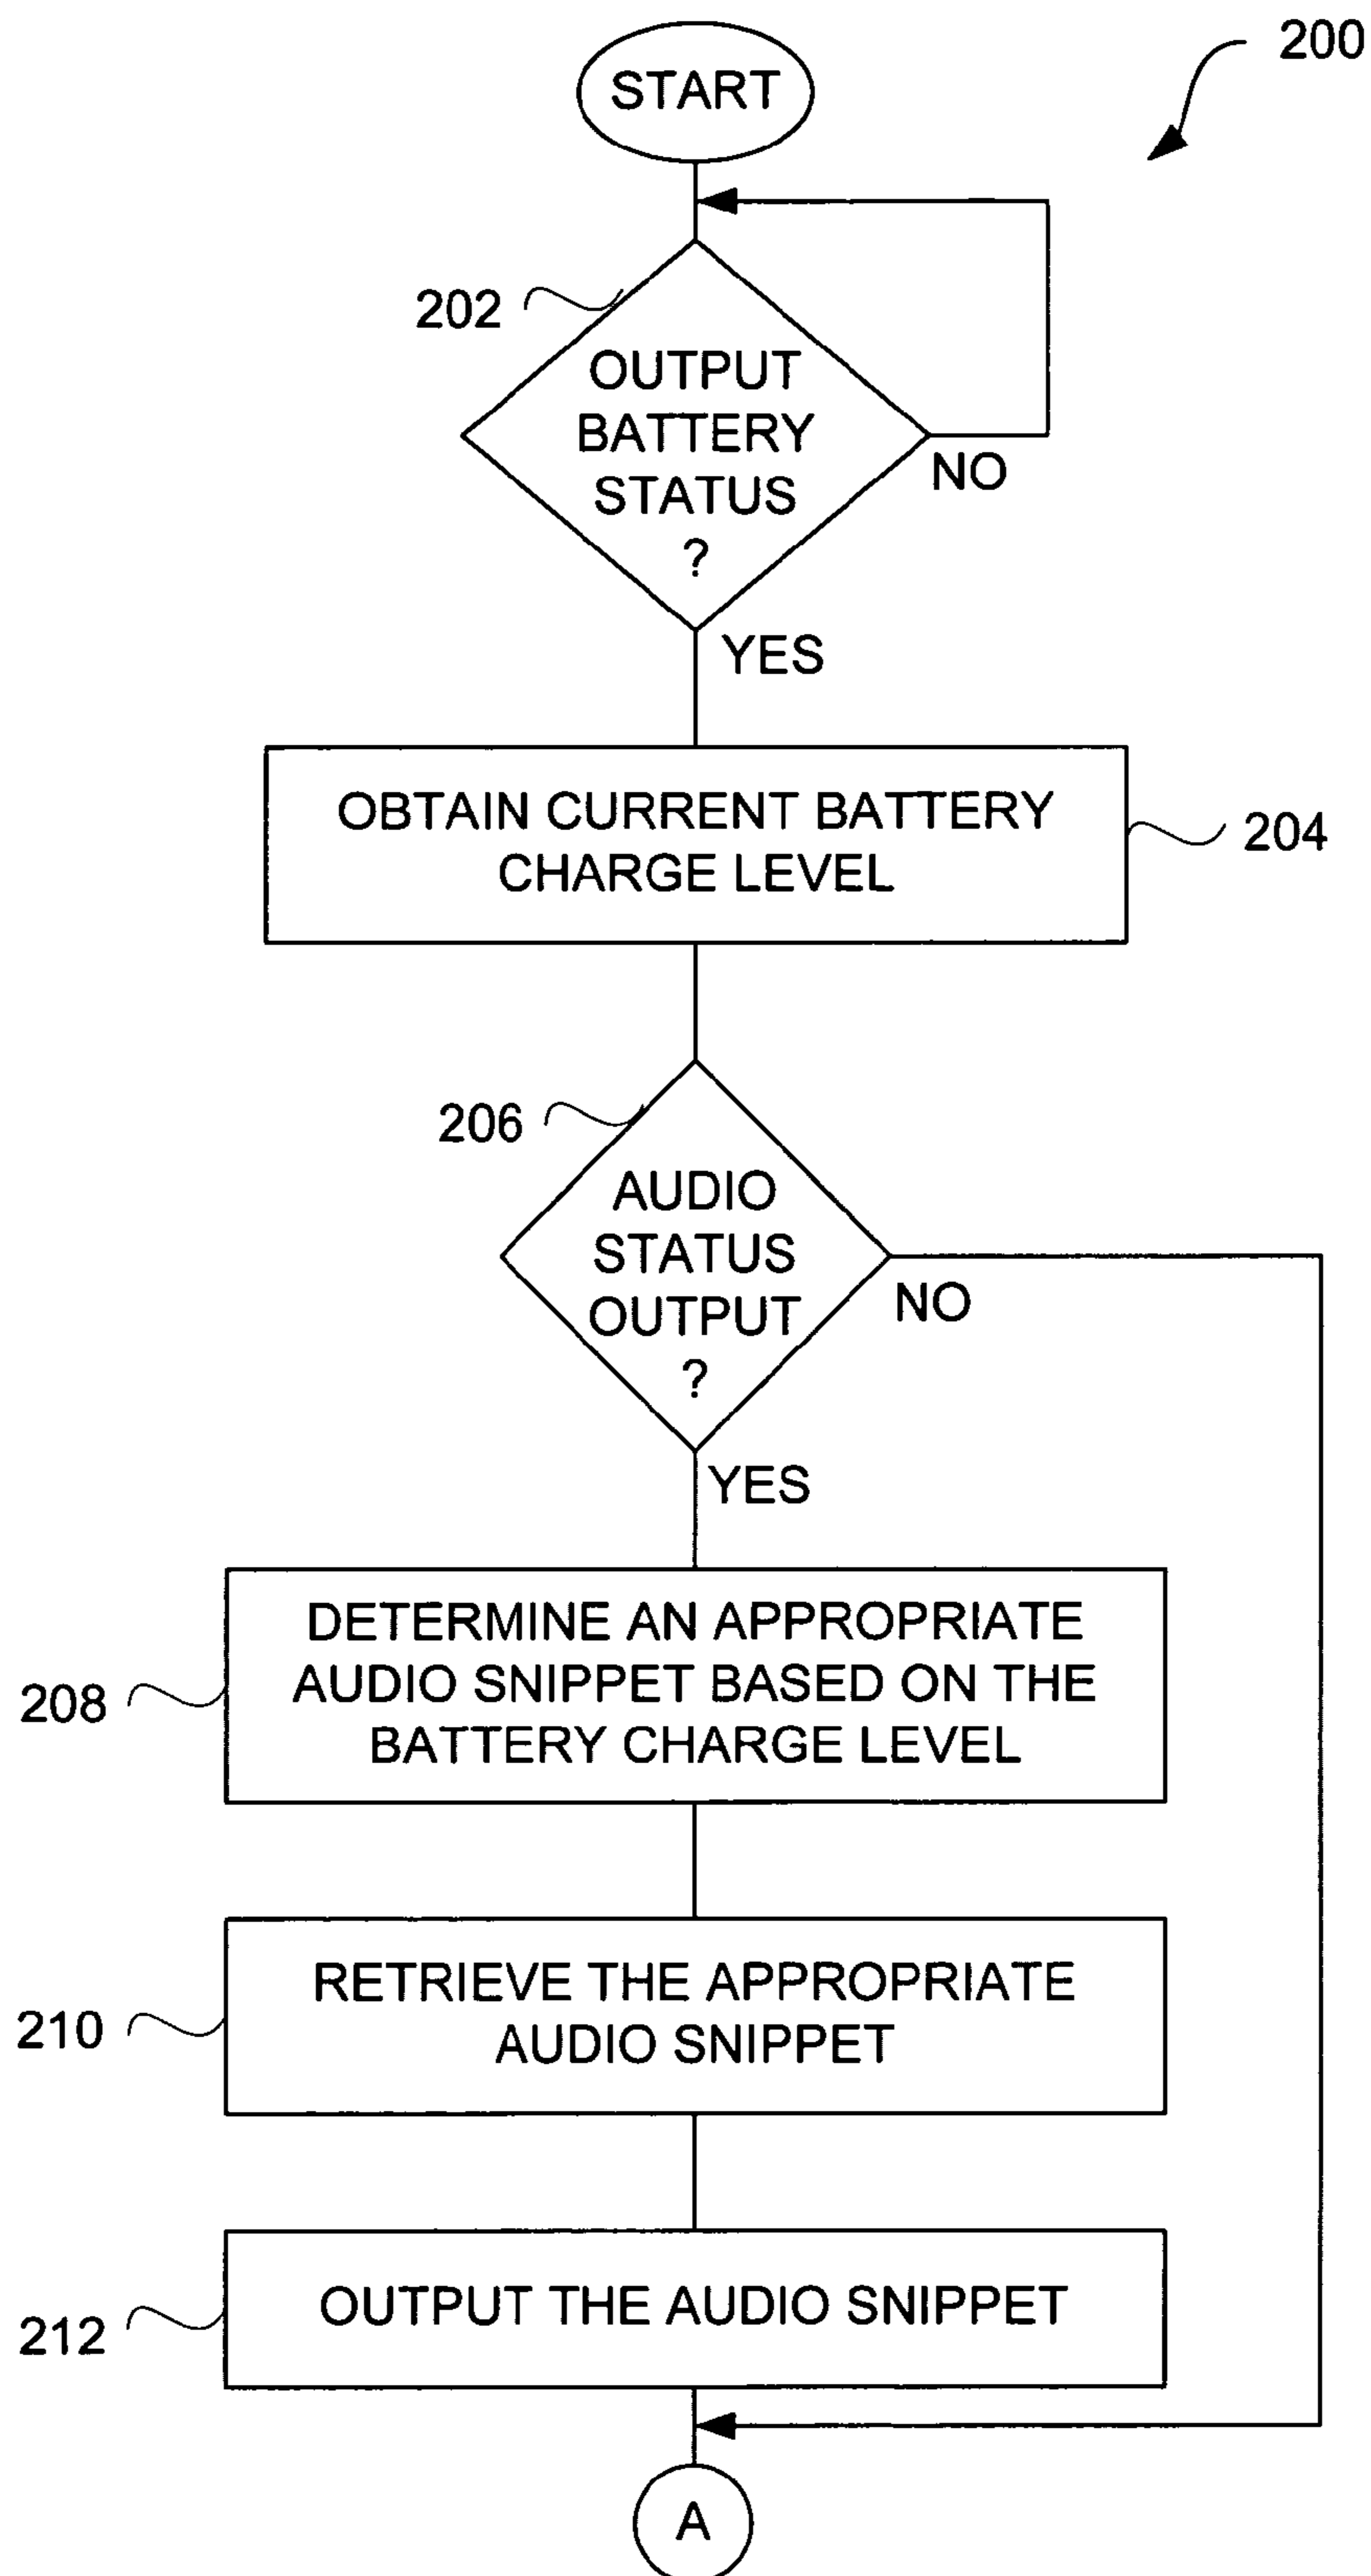 200
START
202
OUTPUT
BATTERY
STATUS
?
NO
YES
OBTAIN CURRENT BATTERY
CHARGE LEVEL
204
206
AUDIO
STATUS
OUTPUT
?
NO
YES
208
DETERMINE AN APPROPRIATE
AUDIO SNIPPET BASED ON THE
BATTERY CHARGE LEVEL
210
RETRIEVE THE APPROPRIATE
AUDIO SNIPPET
212
OUTPUT THE AUDIO SNIPPET
A